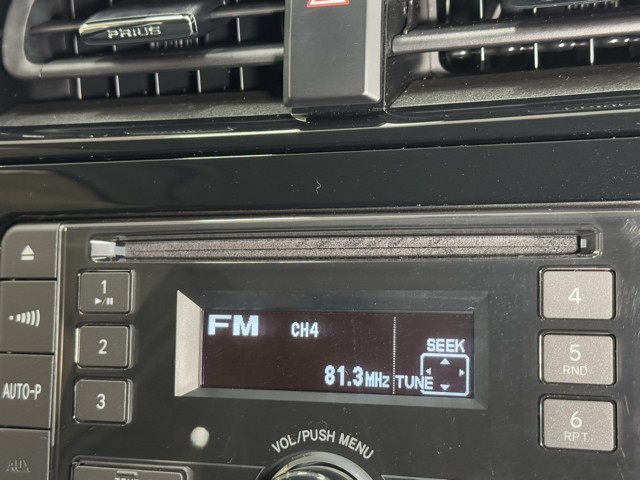 PRIUS
1
2
3
AUTO-P
AUX
FM
CH4
SEEK
81.3MHz
TUNE
4
5
RND
6
RPT
VOL/PUSH MENU